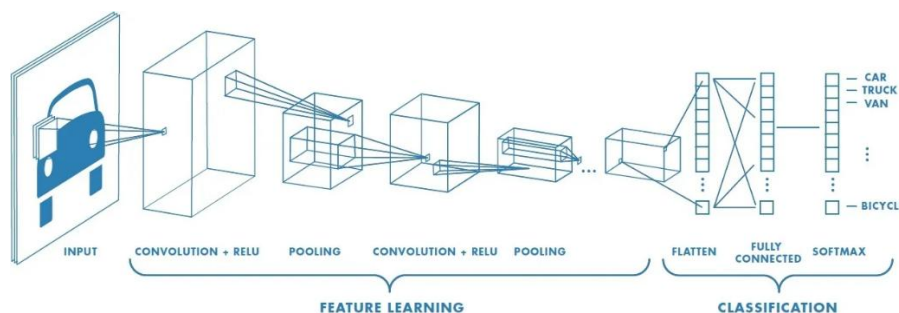 CAR
TRUCK
VAN
BICYCL
INPUT
CONVOLUTION + RELU
POOLING
CONVOLUTION + RELU
POOLING
FLATTEN
FULLY
CONNECTED
SOFTMAX
FEATURE LEARNING
CLASSIFICATION